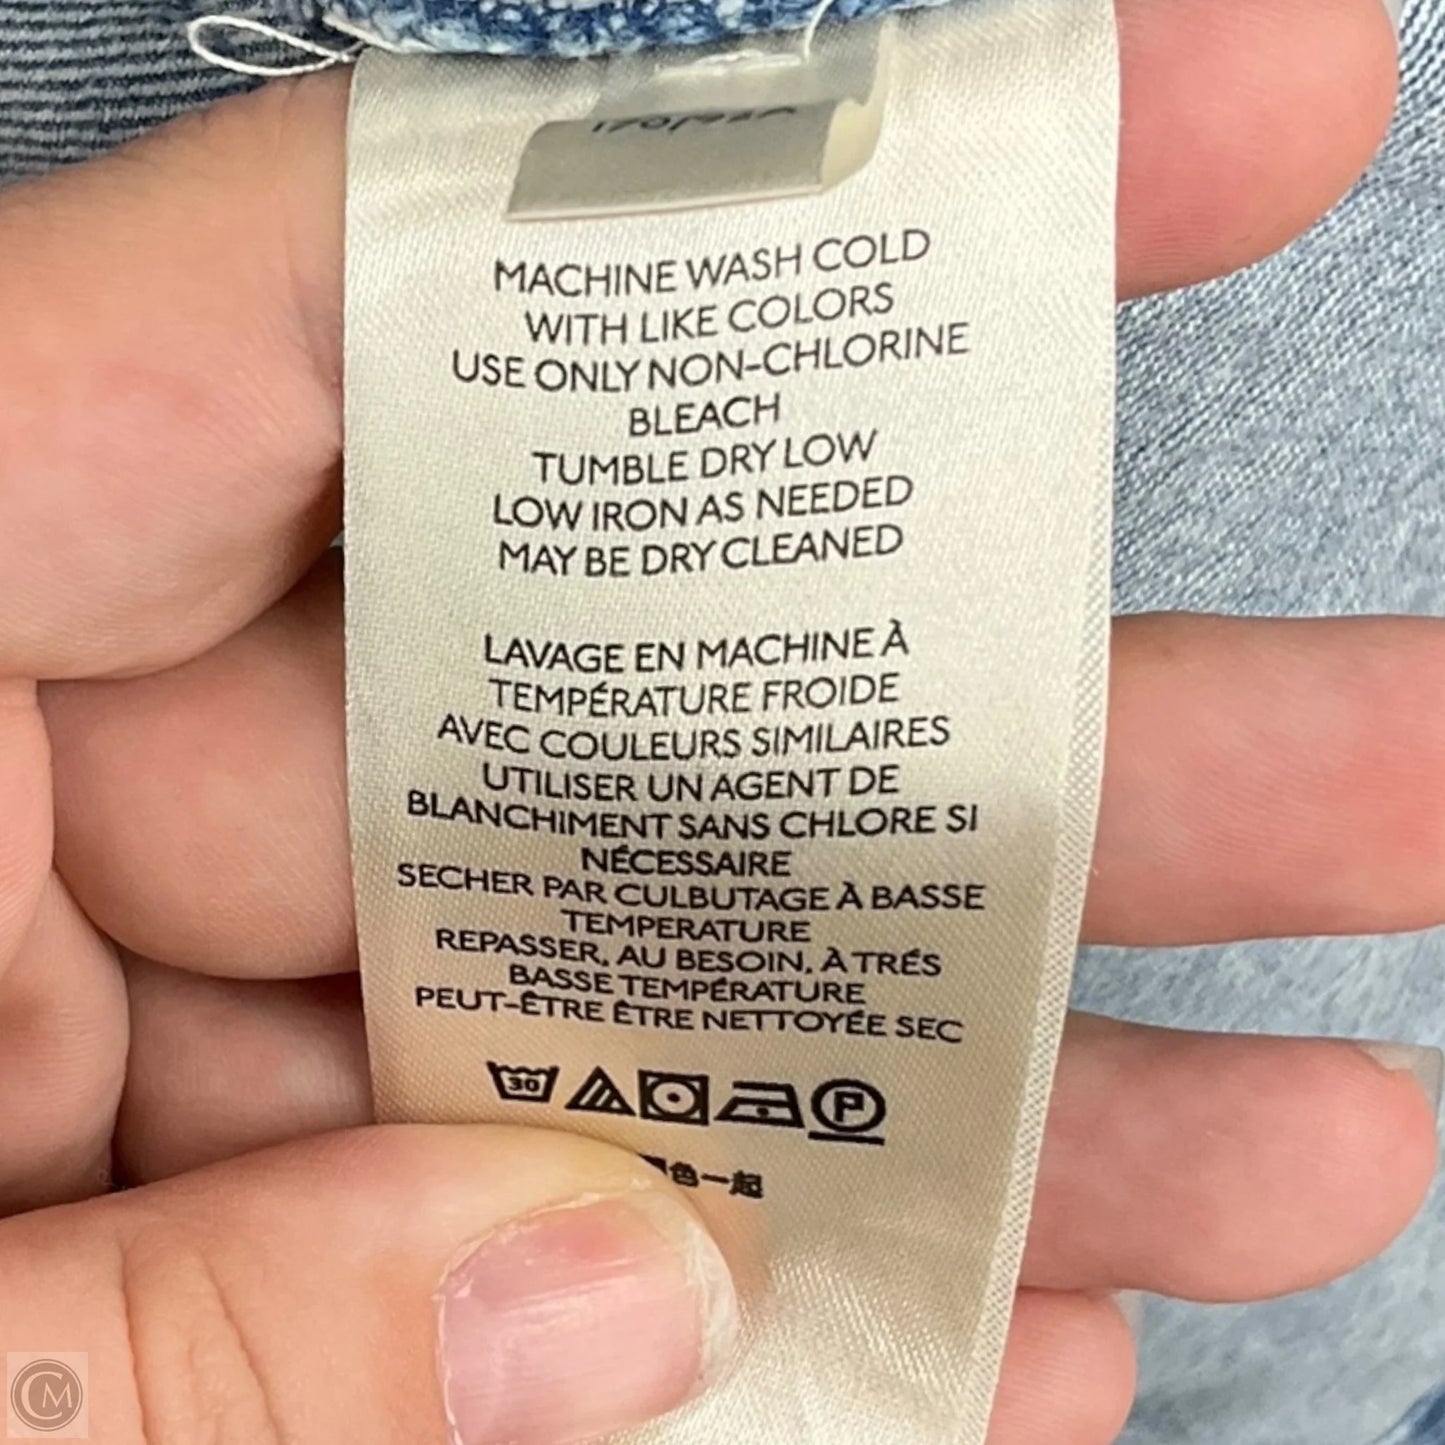 MACHINE WASH COLD
WITH LIKE COLORS
USE ONLY NON-CHLORINE
BLEACH
TUMBLE DRY LOW
LOW IRON AS NEEDED
MAY BE DRY CLEANED
LAVAGE EN MACHINE À
TEMPÉRATURE FROIDE
AVEC COULEURS SIMILAIRES
UTILISER UN AGENT DE
BLANCHIMENT SANS CHLORE SI
NÉCESSAIRE
SECHER PAR CULBUTAGE À BASSE
TEMPERATURE
REPASSER, AU BESOIN, À TRÉS
BASSE TEMPÉRATURE
PEUT-ÊTRE ÊTRE NETTOYÉE SEC
30 P
色一起
CM